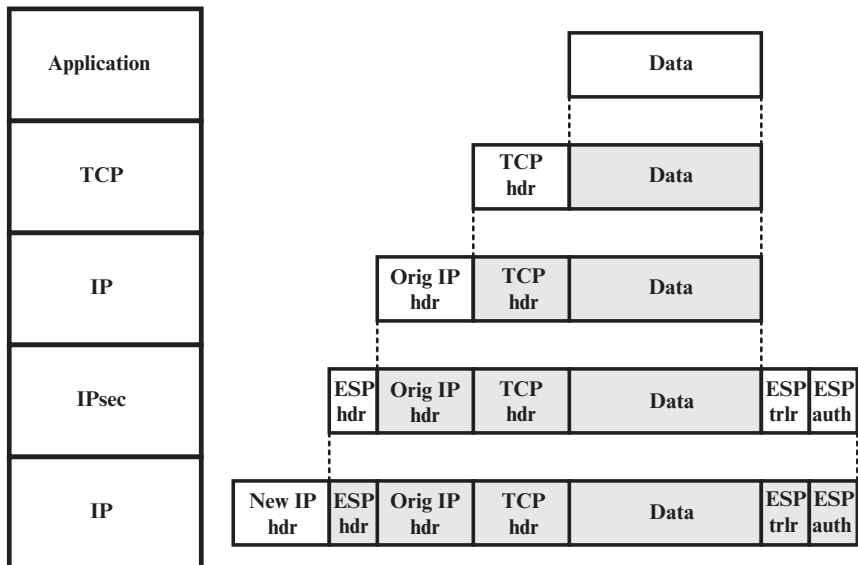 Application
Data
TCP
TCP
hdr
Data
IP
Orig IP
hdr
TCP
hdr
Data
IPsec
ESP
hdr
Orig IP
hdr
TCP
hdr
Data
ESP
trlr
ESP
auth
IP
New IP
hdr
ESP
hdr
Orig IP
hdr
TCP
hdr
Data
ESP
trlr
ESP
auth